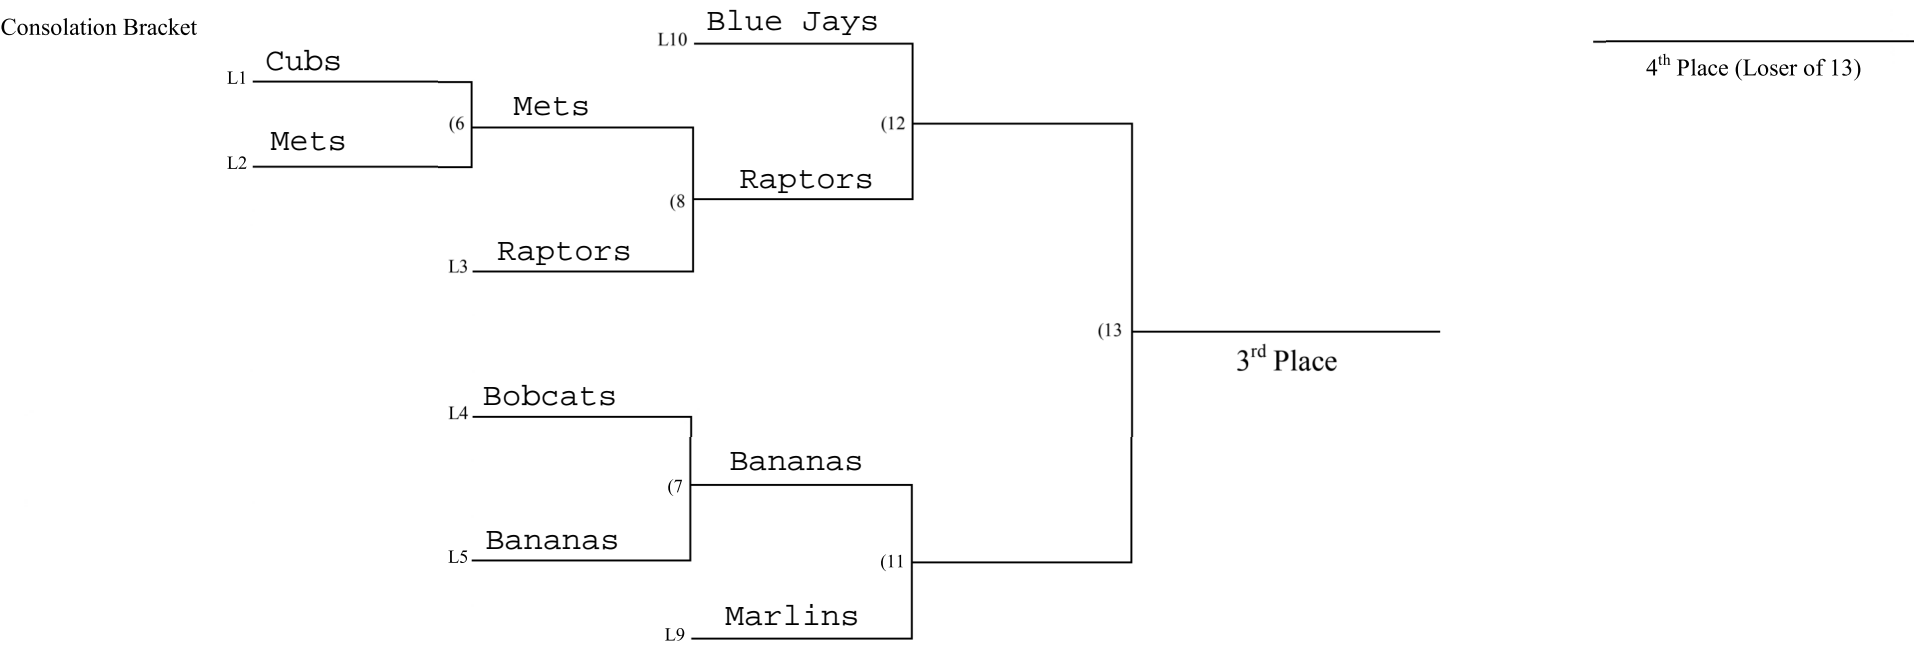 Consolation Bracket
L10 Blue Jays
4th Place (Loser of 13)
L1 Cubs
(6 Mets
L2 Mets
(12
(8 Raptors
L3 Raptors
(13
3rd Place
L4 Bobcats
(7 Bananas
L5 Bananas
(11
L9 Marlins